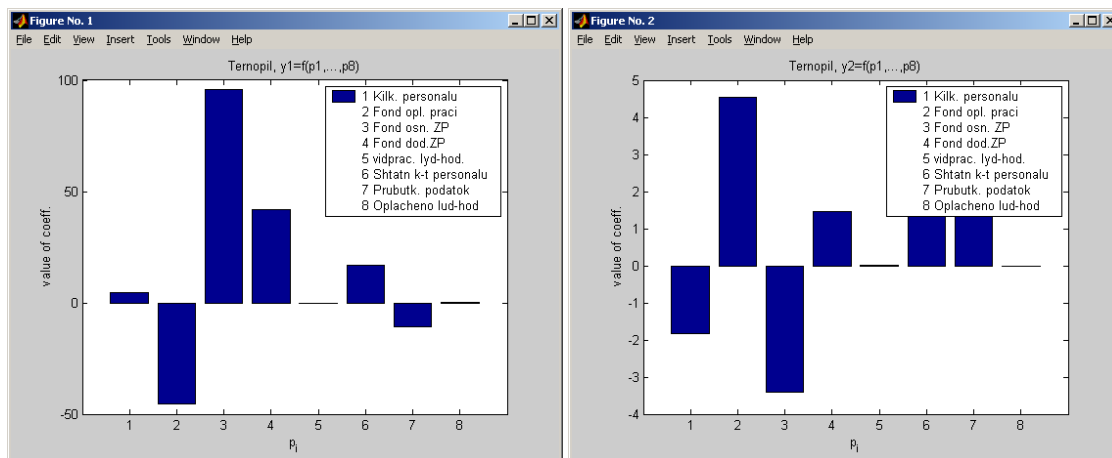 Figure No. 1
File Edit View Insert Tools Window Help
Ternopil, y1=f(p1,...,p8)
100
50
0
-50
value of coeff.
1 Kilk. personalu
2 Fond opl. praci
3 Fond osn. ZP
4 Fond dod.ZP
5 vidprac. lyd-hod.
6 Shtatn k-t personalu
7 Prubutk. podatok
8 Oplacheno lud-hod
1 2 3 4 5 6 7 8
pi
Figure No. 2
File Edit View Insert Tools Window Help
Ternopil, y2=f(p1,...,p8)
5
4
3
2
1
0
-1
-2
-3
-4
value of coeff.
1 Kilk. personalu
2 Fond opl. praci
3 Fond osn. ZP
4 Fond dod.ZP
5 vidprac. lyd-hod.
6 Shtatn k-t personalu
7 Prubutk. podatok
8 Oplacheno lud-hod
1 2 3 4 5 6 7 8
pi